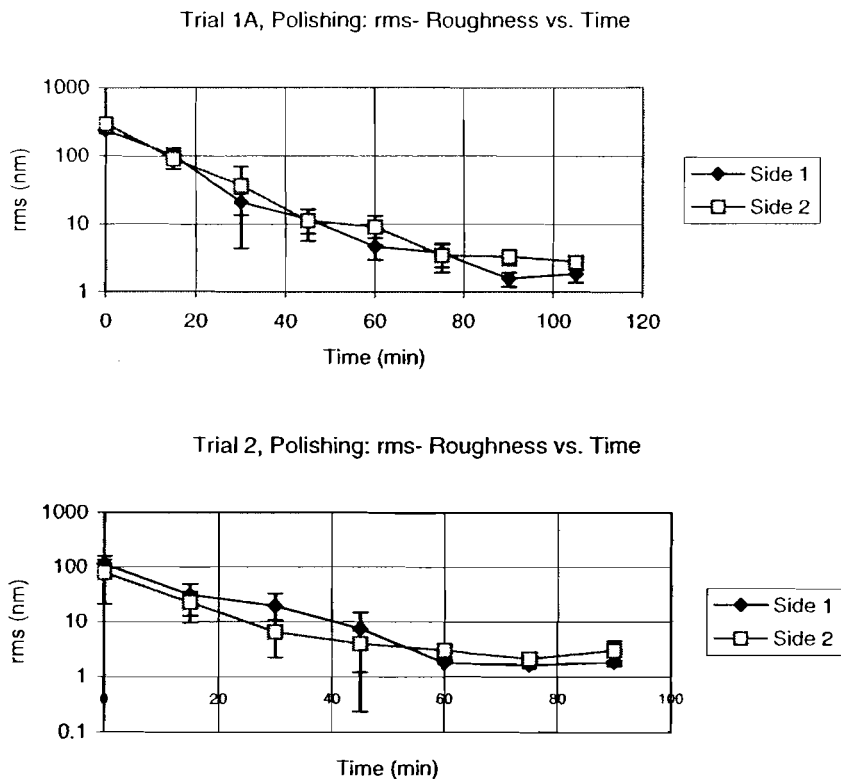 Trial 1A, Polishing: rms- Roughness vs. Time
1000
100
10
1
rms (nm)
0 20 40 60 80 100 120
Time (min)
Side 1
Side 2
Trial 2, Polishing: rms- Roughness vs. Time
1000
100
10
1
0.1
rms (nm)
0 20 40 60 80 100
Time (min)
Side 1
Side 2